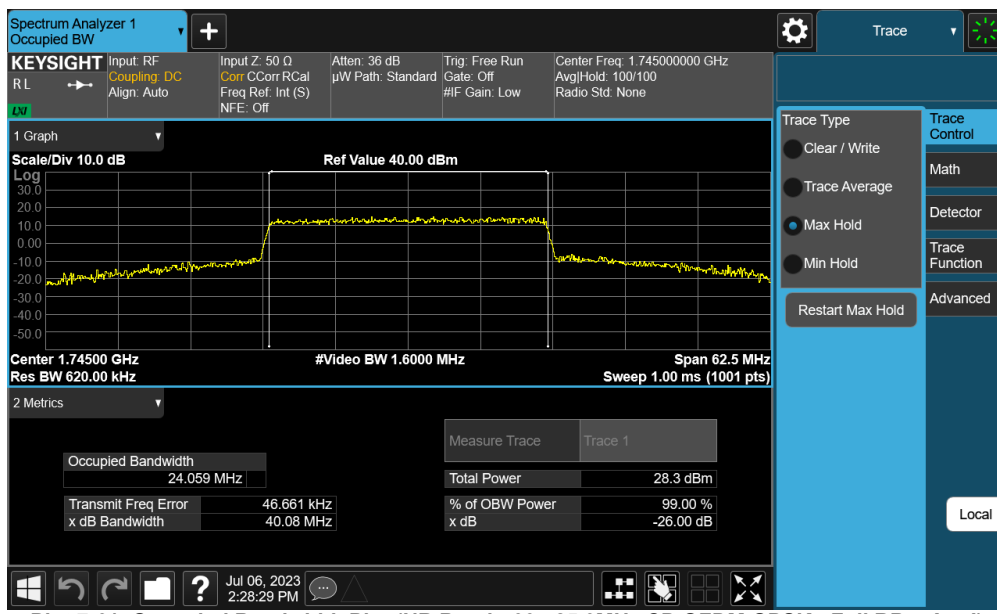 Spectrum Analyzer 1
Occupied BW
+
Trace
KEYSIGHT
RL
LXI
Input: RF
Coupling: DC
Align: Auto
Input Z: 50 Ω
Corr CCorr RCal
Freq Ref: Int (S)
NFE: Off
Atten: 36 dB
µW Path: Standard
Trig: Free Run
Gate: Off
#IF Gain: Low
Center Freq: 1.745000000 GHz
Avg|Hold: 100/100
Radio Std: None
1 Graph
Scale/Div 10.0 dB
Ref Value 40.00 dBm
Log
30.0
20.0
10.0
0.00
-10.0
-20.0
-30.0
-40.0
-50.0
Center 1.74500 GHz
#Video BW 1.6000 MHz
Span 62.5 MHz
Res BW 620.00 kHz
Sweep 1.00 ms (1001 pts)
2 Metrics
Measure Trace Trace 1
Occupied Bandwidth
24.059 MHz
Total Power 28.3 dBm
Transmit Freq Error 46.661 kHz
% of OBW Power 99.00 %
x dB Bandwidth 40.08 MHz
x dB -26.00 dB
Trace Type
Clear / Write
Trace Average
Max Hold
Min Hold
Restart Max Hold
Trace Control
Math
Detector
Trace Function
Advanced
Local
?
Jul 06, 2023
2:28:29 PM